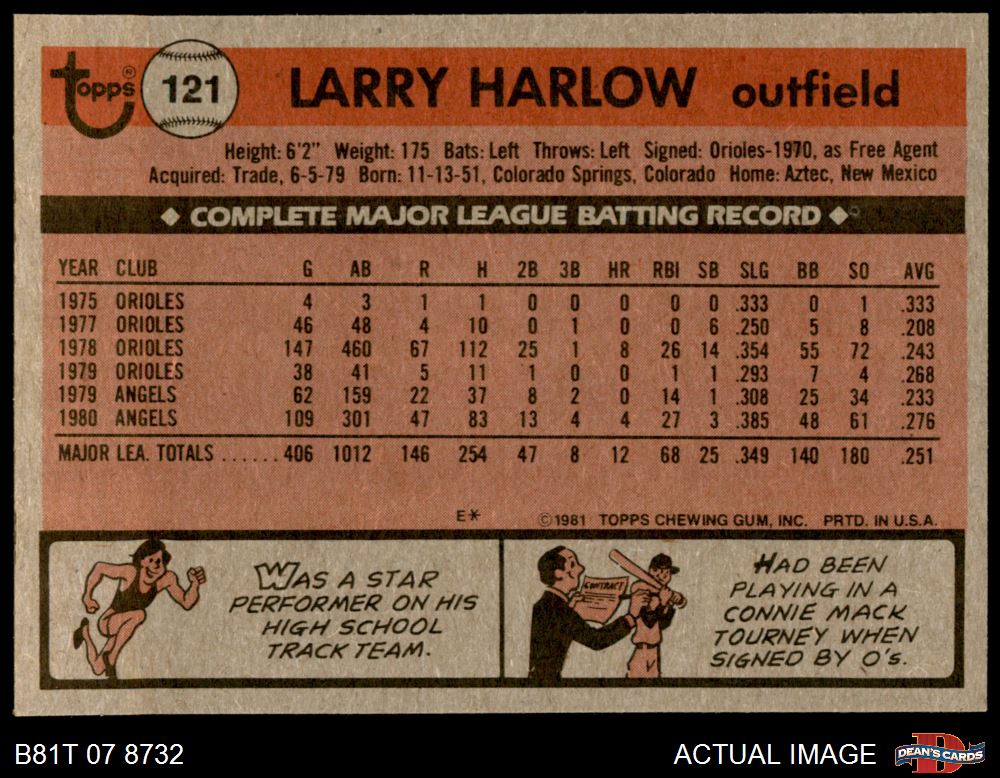 topps® 121 LARRY HARLOW outfield
Height: 6'2" Weight: 175 Bats: Left Throws: Left Signed: Orioles-1970, as Free Agent
Acquired: Trade, 6-5-79 Born: 11-13-51, Colorado Springs, Colorado Home: Aztec, New Mexico
◆ COMPLETE MAJOR LEAGUE BATTING RECORD ◆
YEAR CLUB G AB R H 2B 3B HR RBI SB SLG BB SO AVG
1975 ORIOLES 4 3 1 1 0 0 0 0 0 .333 0 1 .333
1977 ORIOLES 46 48 4 10 0 1 0 0 6 .250 5 8 .208
1978 ORIOLES 147 460 67 112 25 1 8 26 14 .354 55 72 .243
1979 ORIOLES 38 41 5 11 1 0 0 1 1 .293 7 4 .268
1979 ANGELS 62 159 22 37 8 2 0 14 1 .308 25 34 .233
1980 ANGELS 109 301 47 83 13 4 4 27 3 .385 48 61 .276
MAJOR LEA. TOTALS ......406 1012 146 254 47 8 12 68 25 .349 140 180 .251
E* ©1981 TOPPS CHEWING GUM, INC. PRTD. IN U.S.A.
WAS A STAR
PERFORMER ON HIS
HIGH SCHOOL
TRACK TEAM.
CONTRACT
HAD BEEN
PLAYING IN A
CONNIE MACK
TOURNEY WHEN
SIGNED BY O's.
B81T 07 8732 ACTUAL IMAGE D DEAN'S CARDS